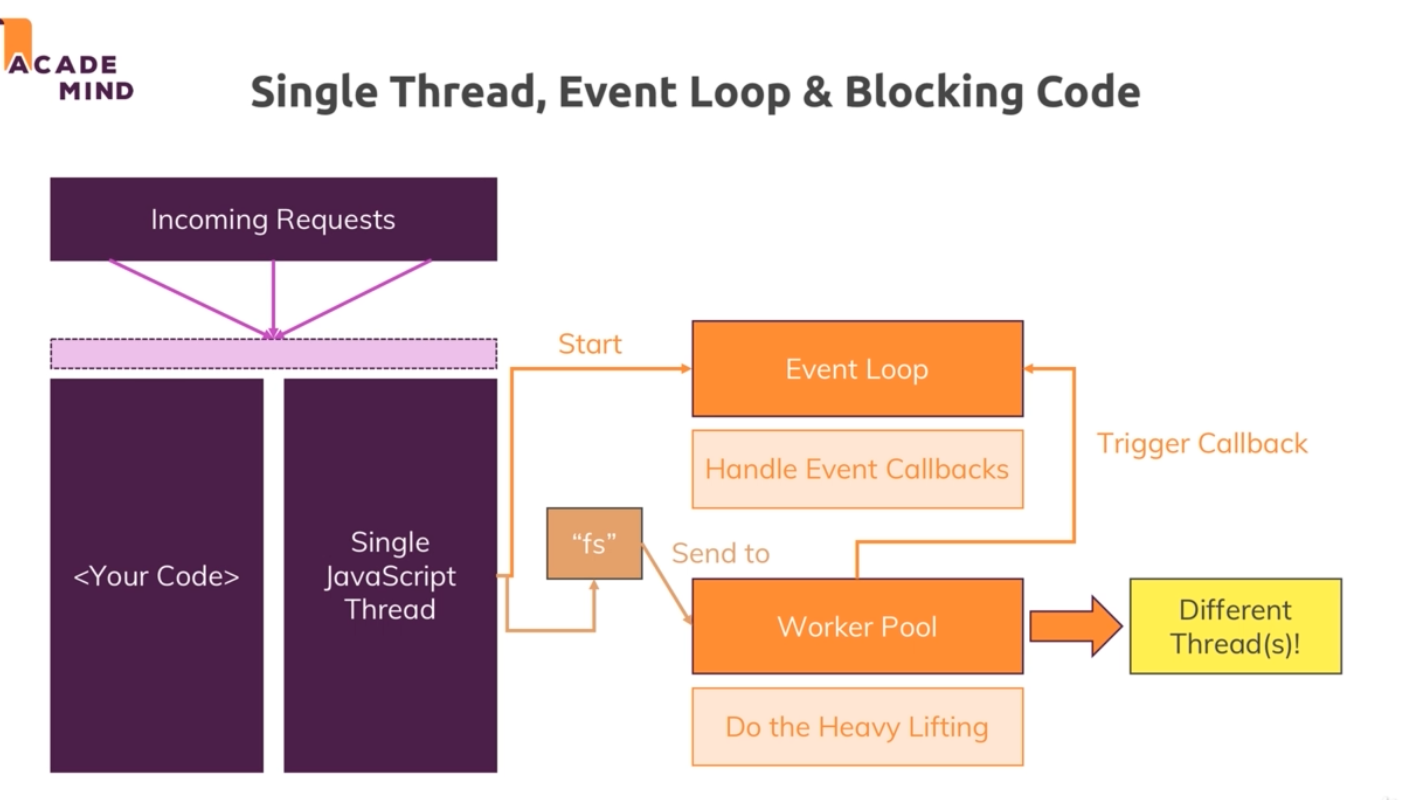 ACADE
MIND
Single Thread, Event Loop & Blocking Code
Incoming Requests
Start
Event Loop
Trigger Callback
Handle Event Callbacks
<Your Code>
Single
JavaScript
Thread
“fs”
Send to
Worker Pool
Different
Thread(s)!
Do the Heavy Lifting